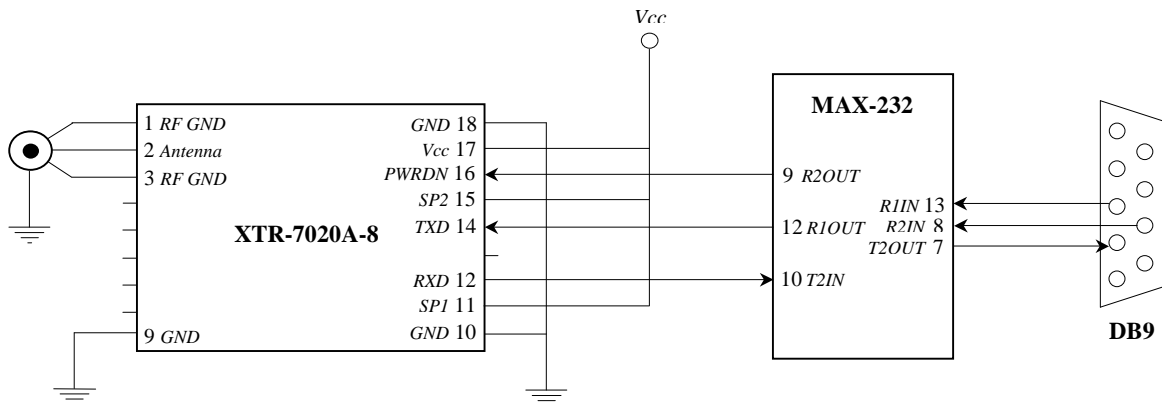 Vcc
XTR-7020A-8
1 RF GND
2 Antenna
3 RF GND
9 GND
GND 18
Vcc 17
PWRDN 16
SP2 15
TXD 14
RXD 12
SP1 11
GND 10
MAX-232
9 R2OUT
12 R1OUT
10 T2IN
R1IN 13
R2IN 8
T2OUT 7
DB9